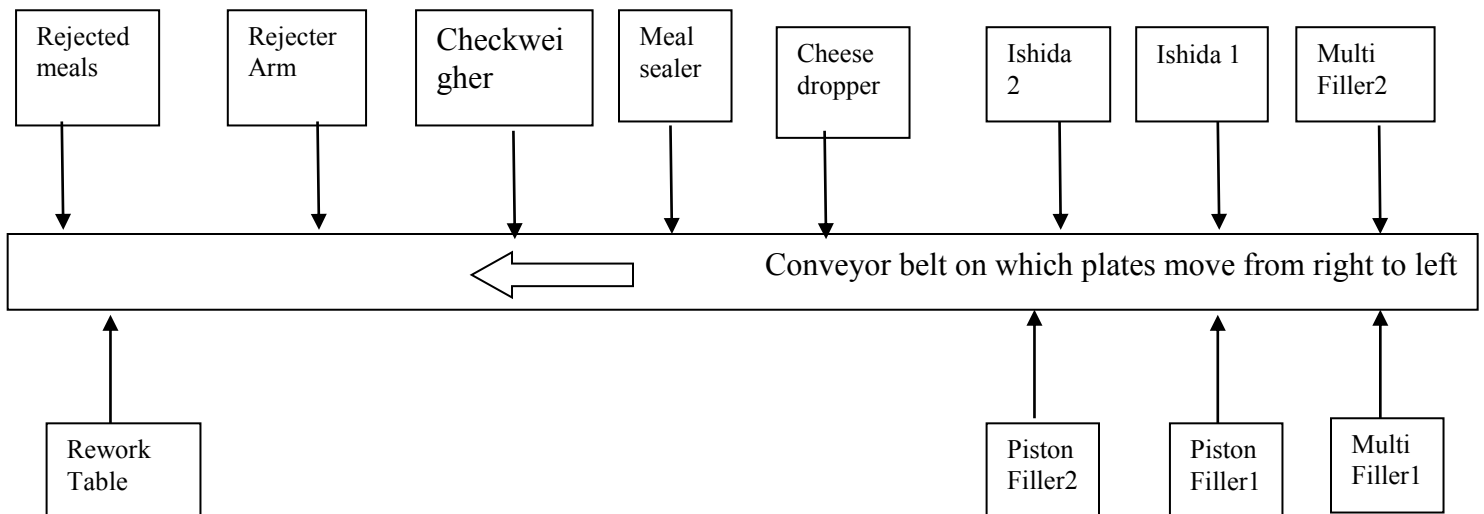 Rejected
meals
Rejecter
Arm
Checkwei
gher
Meal
sealer
Cheese
dropper
Ishida
2
Ishida 1
Multi
Filler2
Conveyor belt on which plates move from right to left
Rework
Table
Piston
Filler2
Piston
Filler1
Multi
Filler1